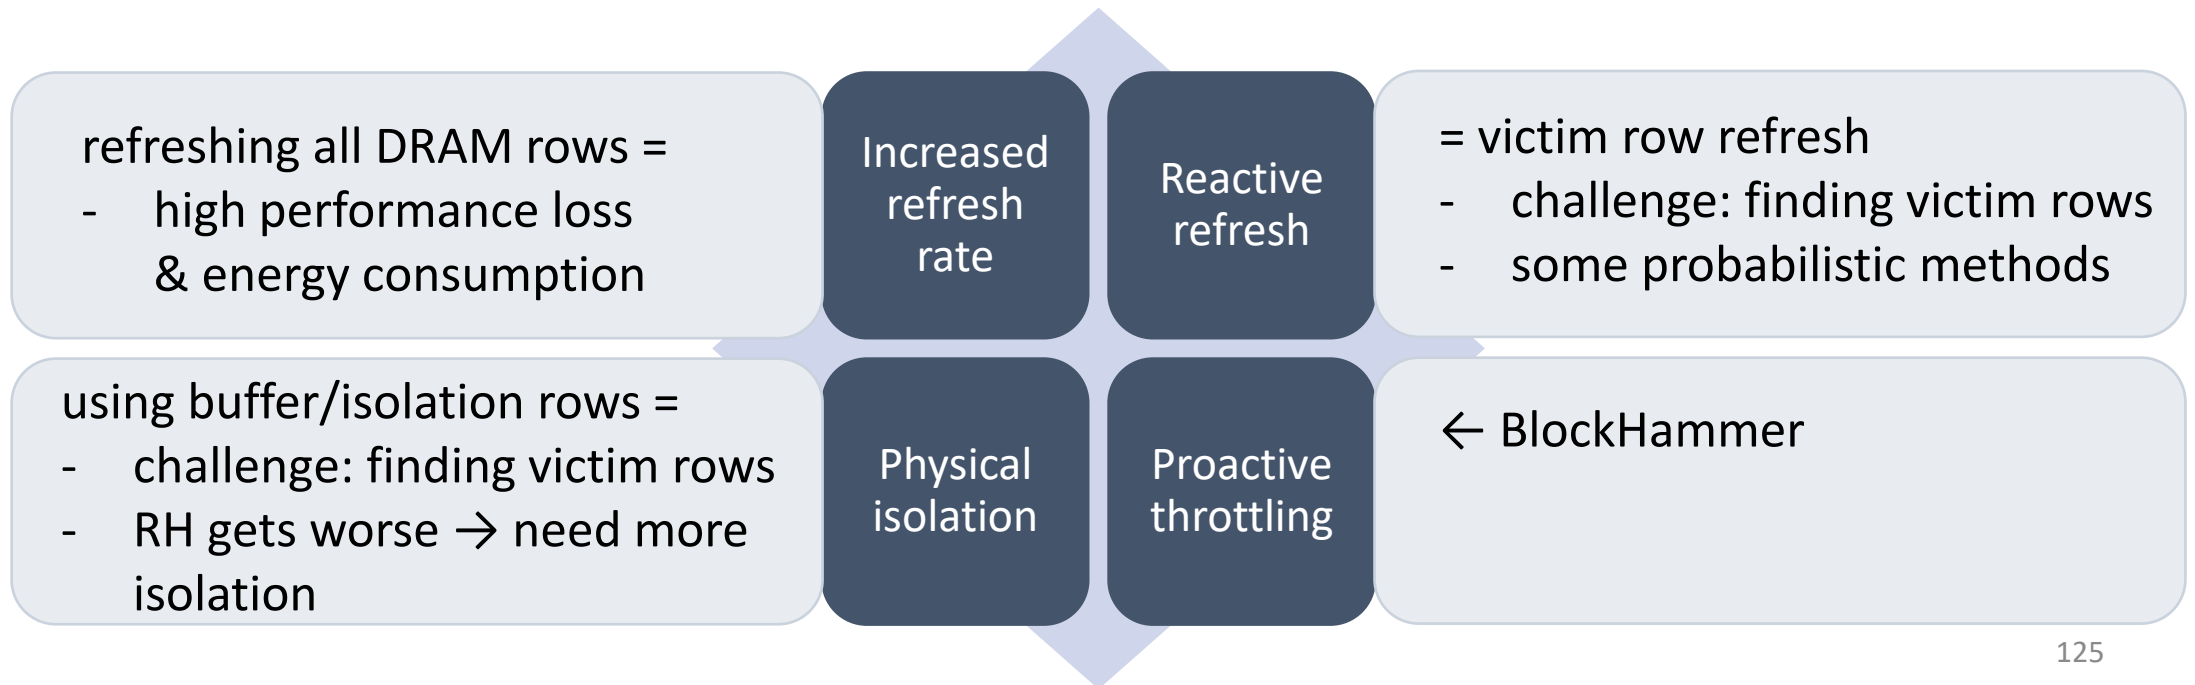 refreshing all DRAM rows =
- high performance loss
& energy consumption
Increased
refresh
rate
Reactive
refresh
= victim row refresh
- challenge: finding victim rows
- some probabilistic methods
using buffer/isolation rows =
- challenge: finding victim rows
- RH gets worse → need more
isolation
Physical
isolation
Proactive
throttling
← BlockHammer
125